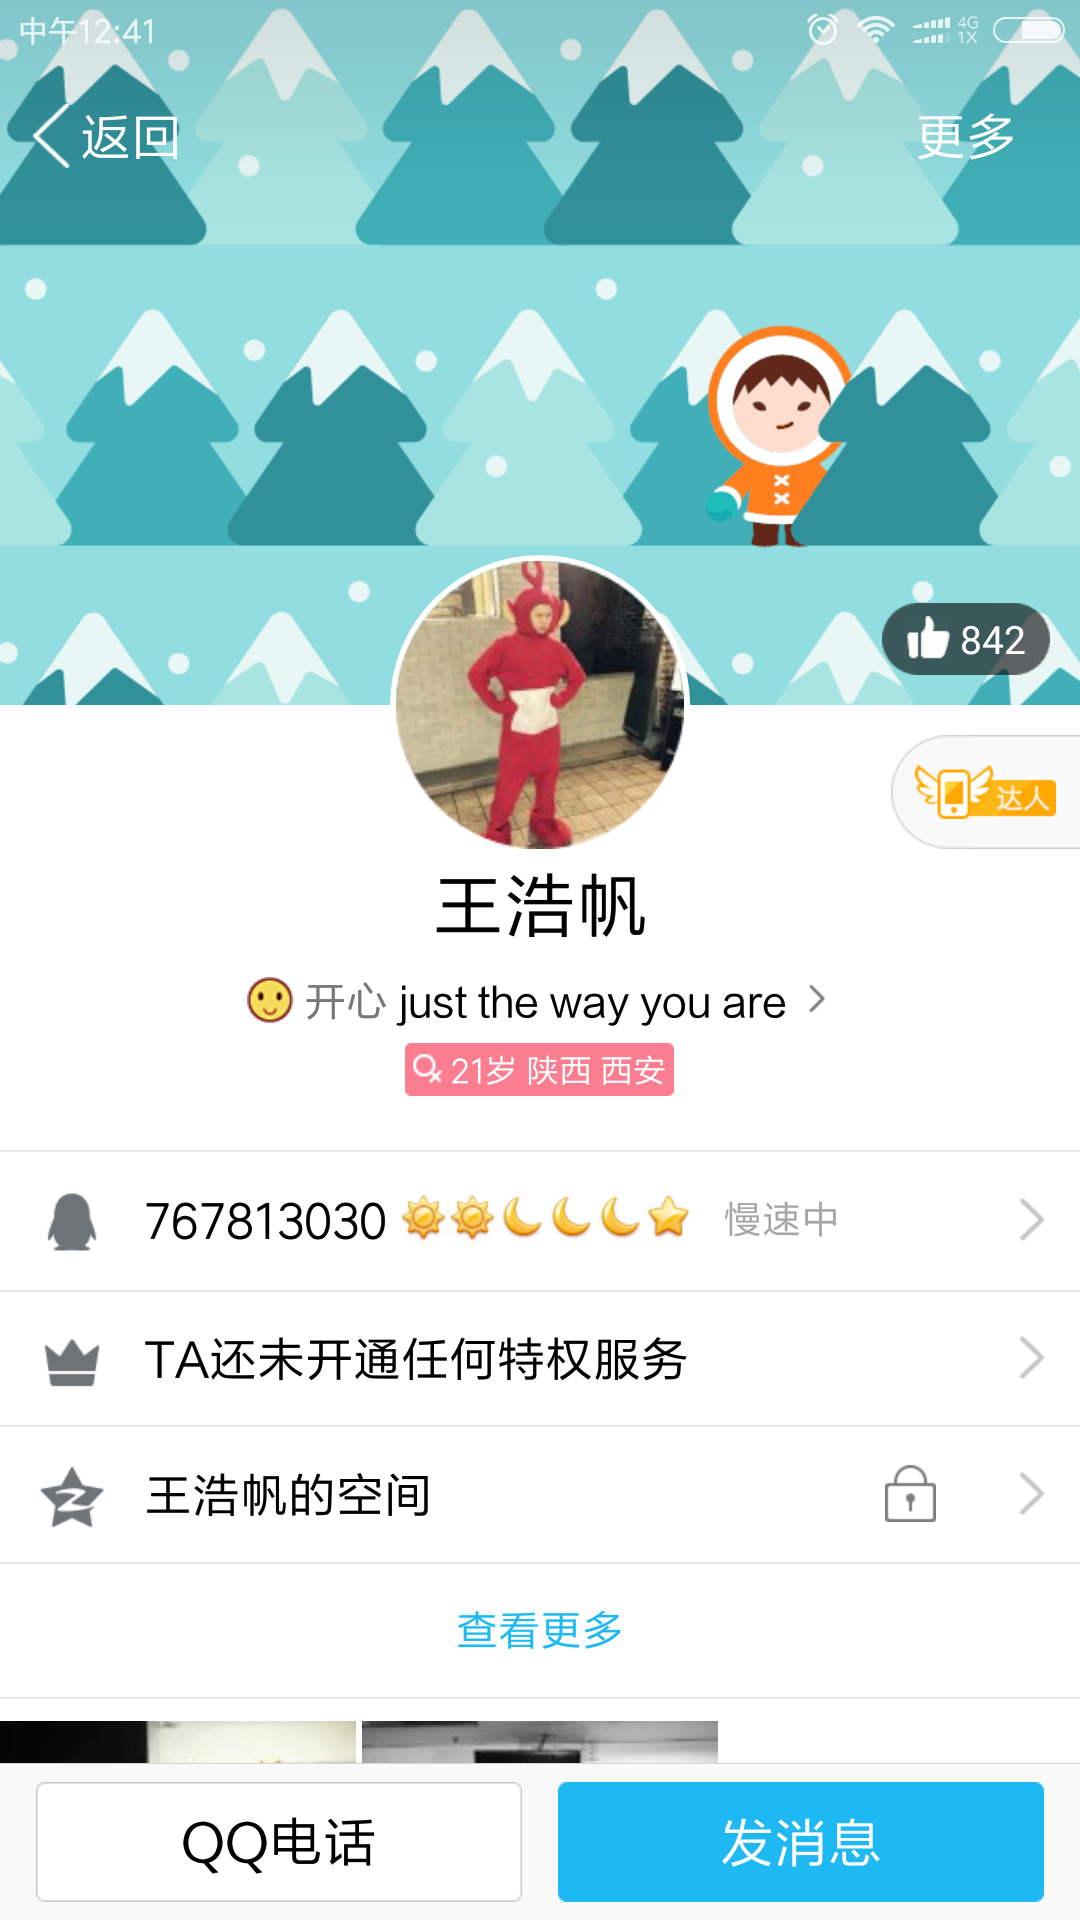 中午12:41
4G
1X
返回
更多
842
达人
王浩帆
开心 just the way you are
21岁 陕西 西安
767813030 慢速中
TA还未开通任何特权服务
王浩帆的空间
查看更多
QQ电话
发消息